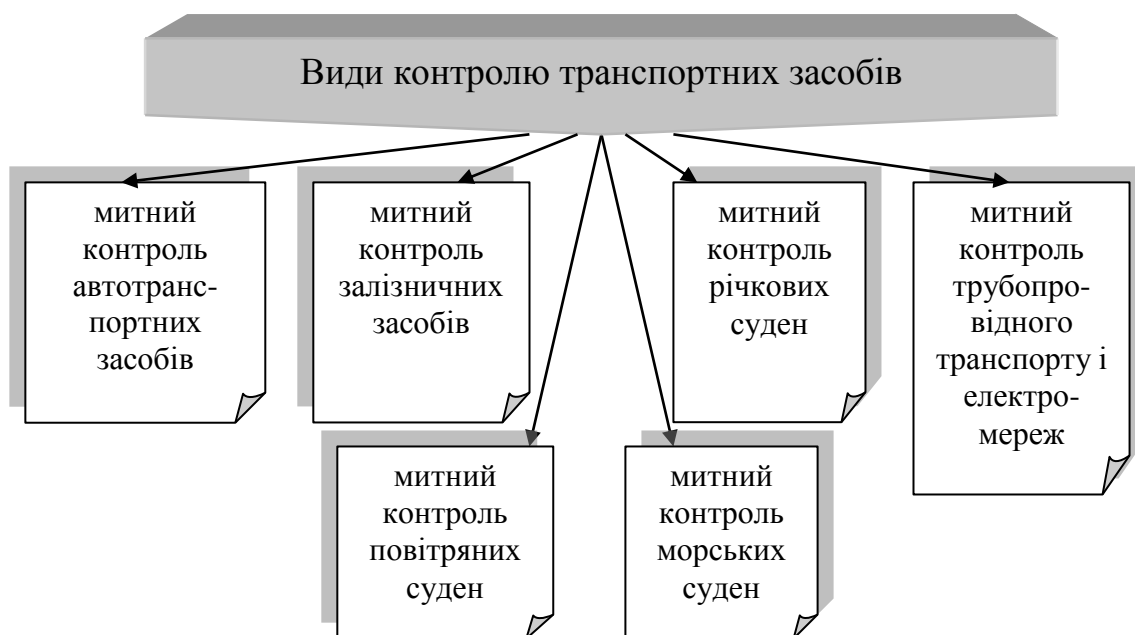 Види контролю транспортних засобів
митний
контроль
автотранс-
портних
засобів
митний
контроль
залізничних
засобів
митний
контроль
річкових
суден
митний
контроль
трубопро-
відного
транспорту і
електро-
мереж
митний
контроль
повітряних
суден
митний
контроль
морських
суден